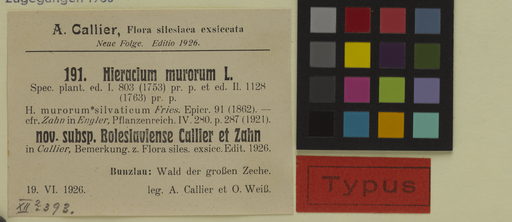 Zugegangen 1966
A. Callier, Flora silesiaca exsiccata
Neue Folge. Editio 1926.
191. Hieracium murorum L.
Spec. plant. ed. I. 803 (1753) pr. p. et ed. II. 1128
(1763) pr. p.
H. murorum*silvaticum Fries. Epicr. 91 (1862). —
cfr. Zahn in Engler, Pflanzenreich. IV. 280. p. 287 (1921).
nov. subsp. Boleslaviense Callier et Zahn
in Callier, Bemerkung. z. Flora siles. exsicc. Edit. 1926.
Bunzlau: Wald der großen Zeche.
19. VI. 1926. leg. A. Callier et O. Weiß.
Typus